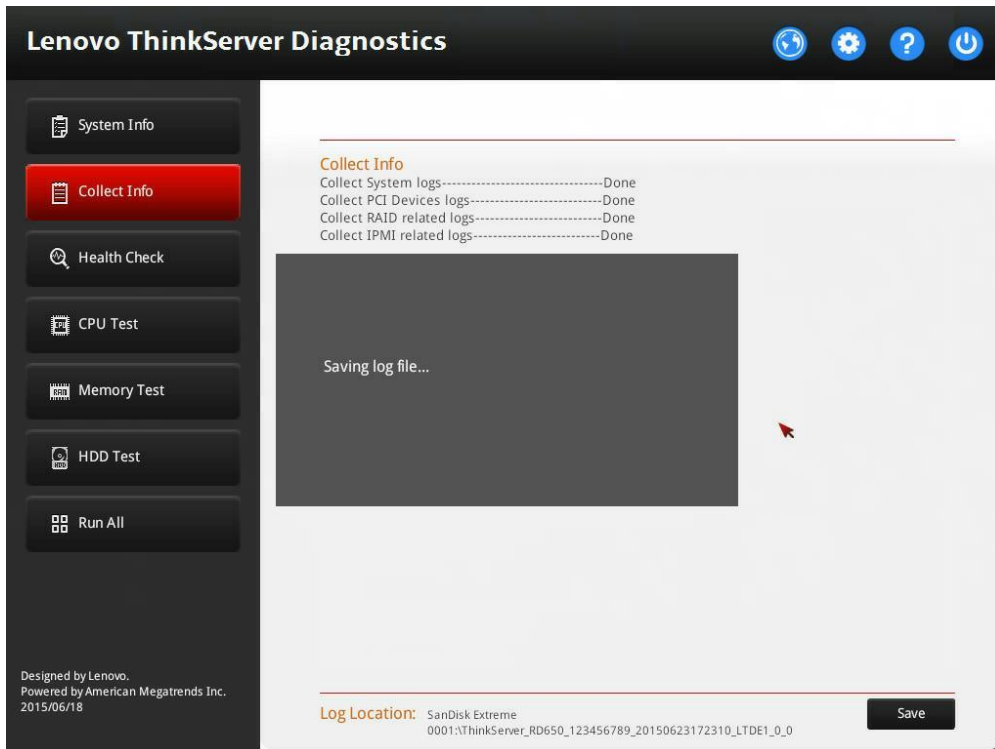 Lenovo ThinkServer Diagnostics
System Info
Collect Info
Health Check
CPU Test
Memory Test
HDD Test
Run All
Designed by Lenovo.
Powered by American Megatrends Inc.
2015/06/18
Collect Info
Collect System logs---------------------------------Done
Collect PCI Devices logs---------------------------Done
Collect RAID related logs--------------------------Done
Collect IPMI related logs--------------------------Done
Saving log file...
Log Location: SanDisk Extreme
0001:\ThinkServer_RD650_123456789_20150623172310_LTDE1_0_0
Save